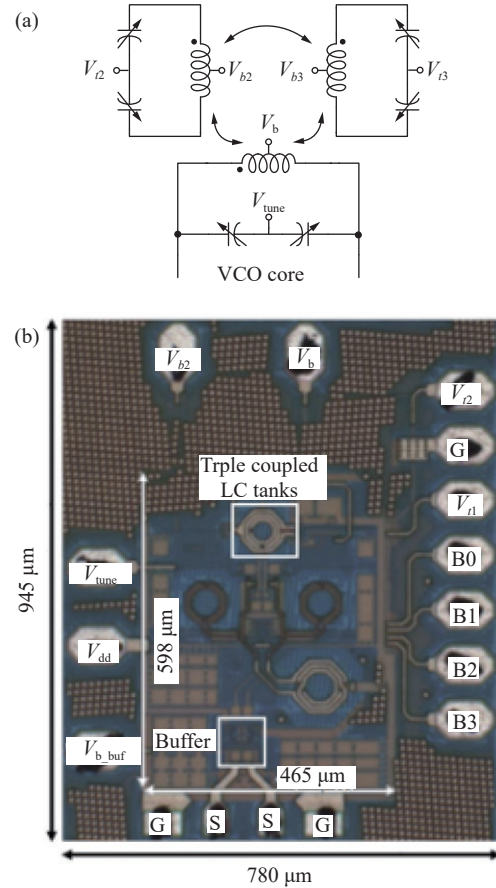 (a)
Vt2
Vb2
Vb3
Vt3
Vb
Vtune
VCO core
(b)
Vb2
Vb
Vt2
G
Trple coupled
LC tanks
Vt1
Vtune
B0
945 μm
598 μm
B1
Vdd
B2
Vb_buf
Buffer
B3
465 μm
G
S
S
G
780 μm